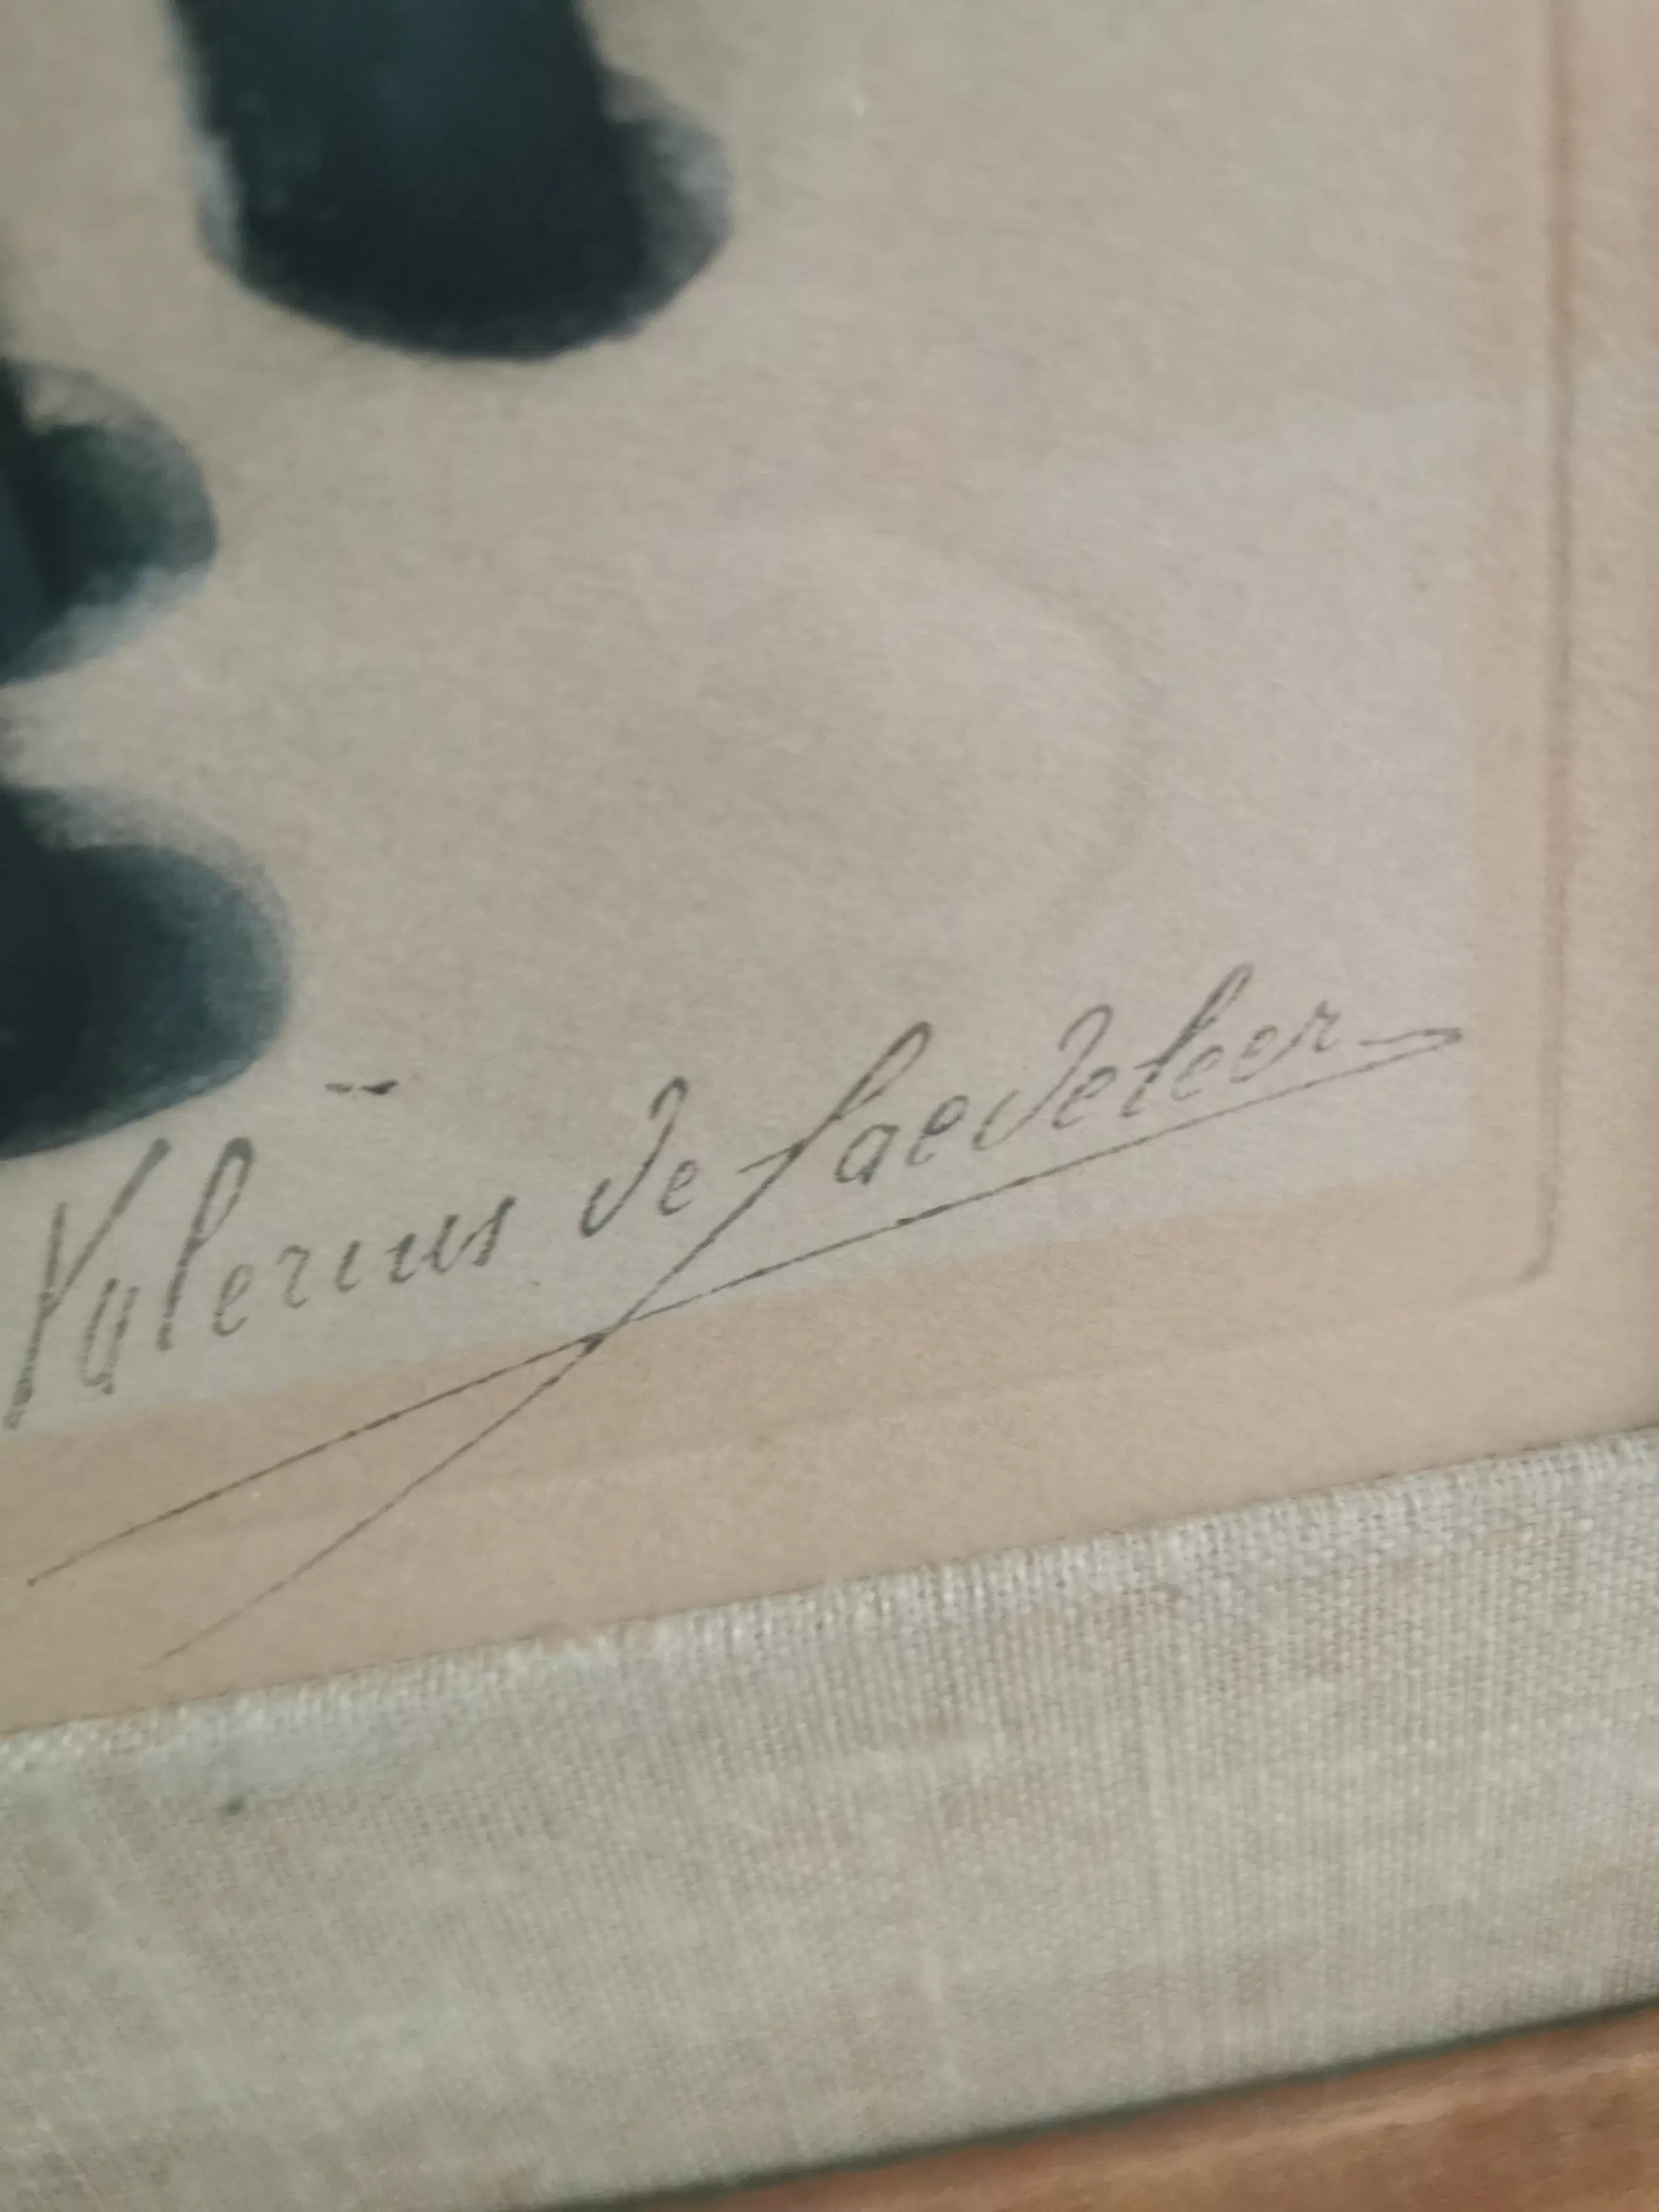 Valerius de Saedeleer